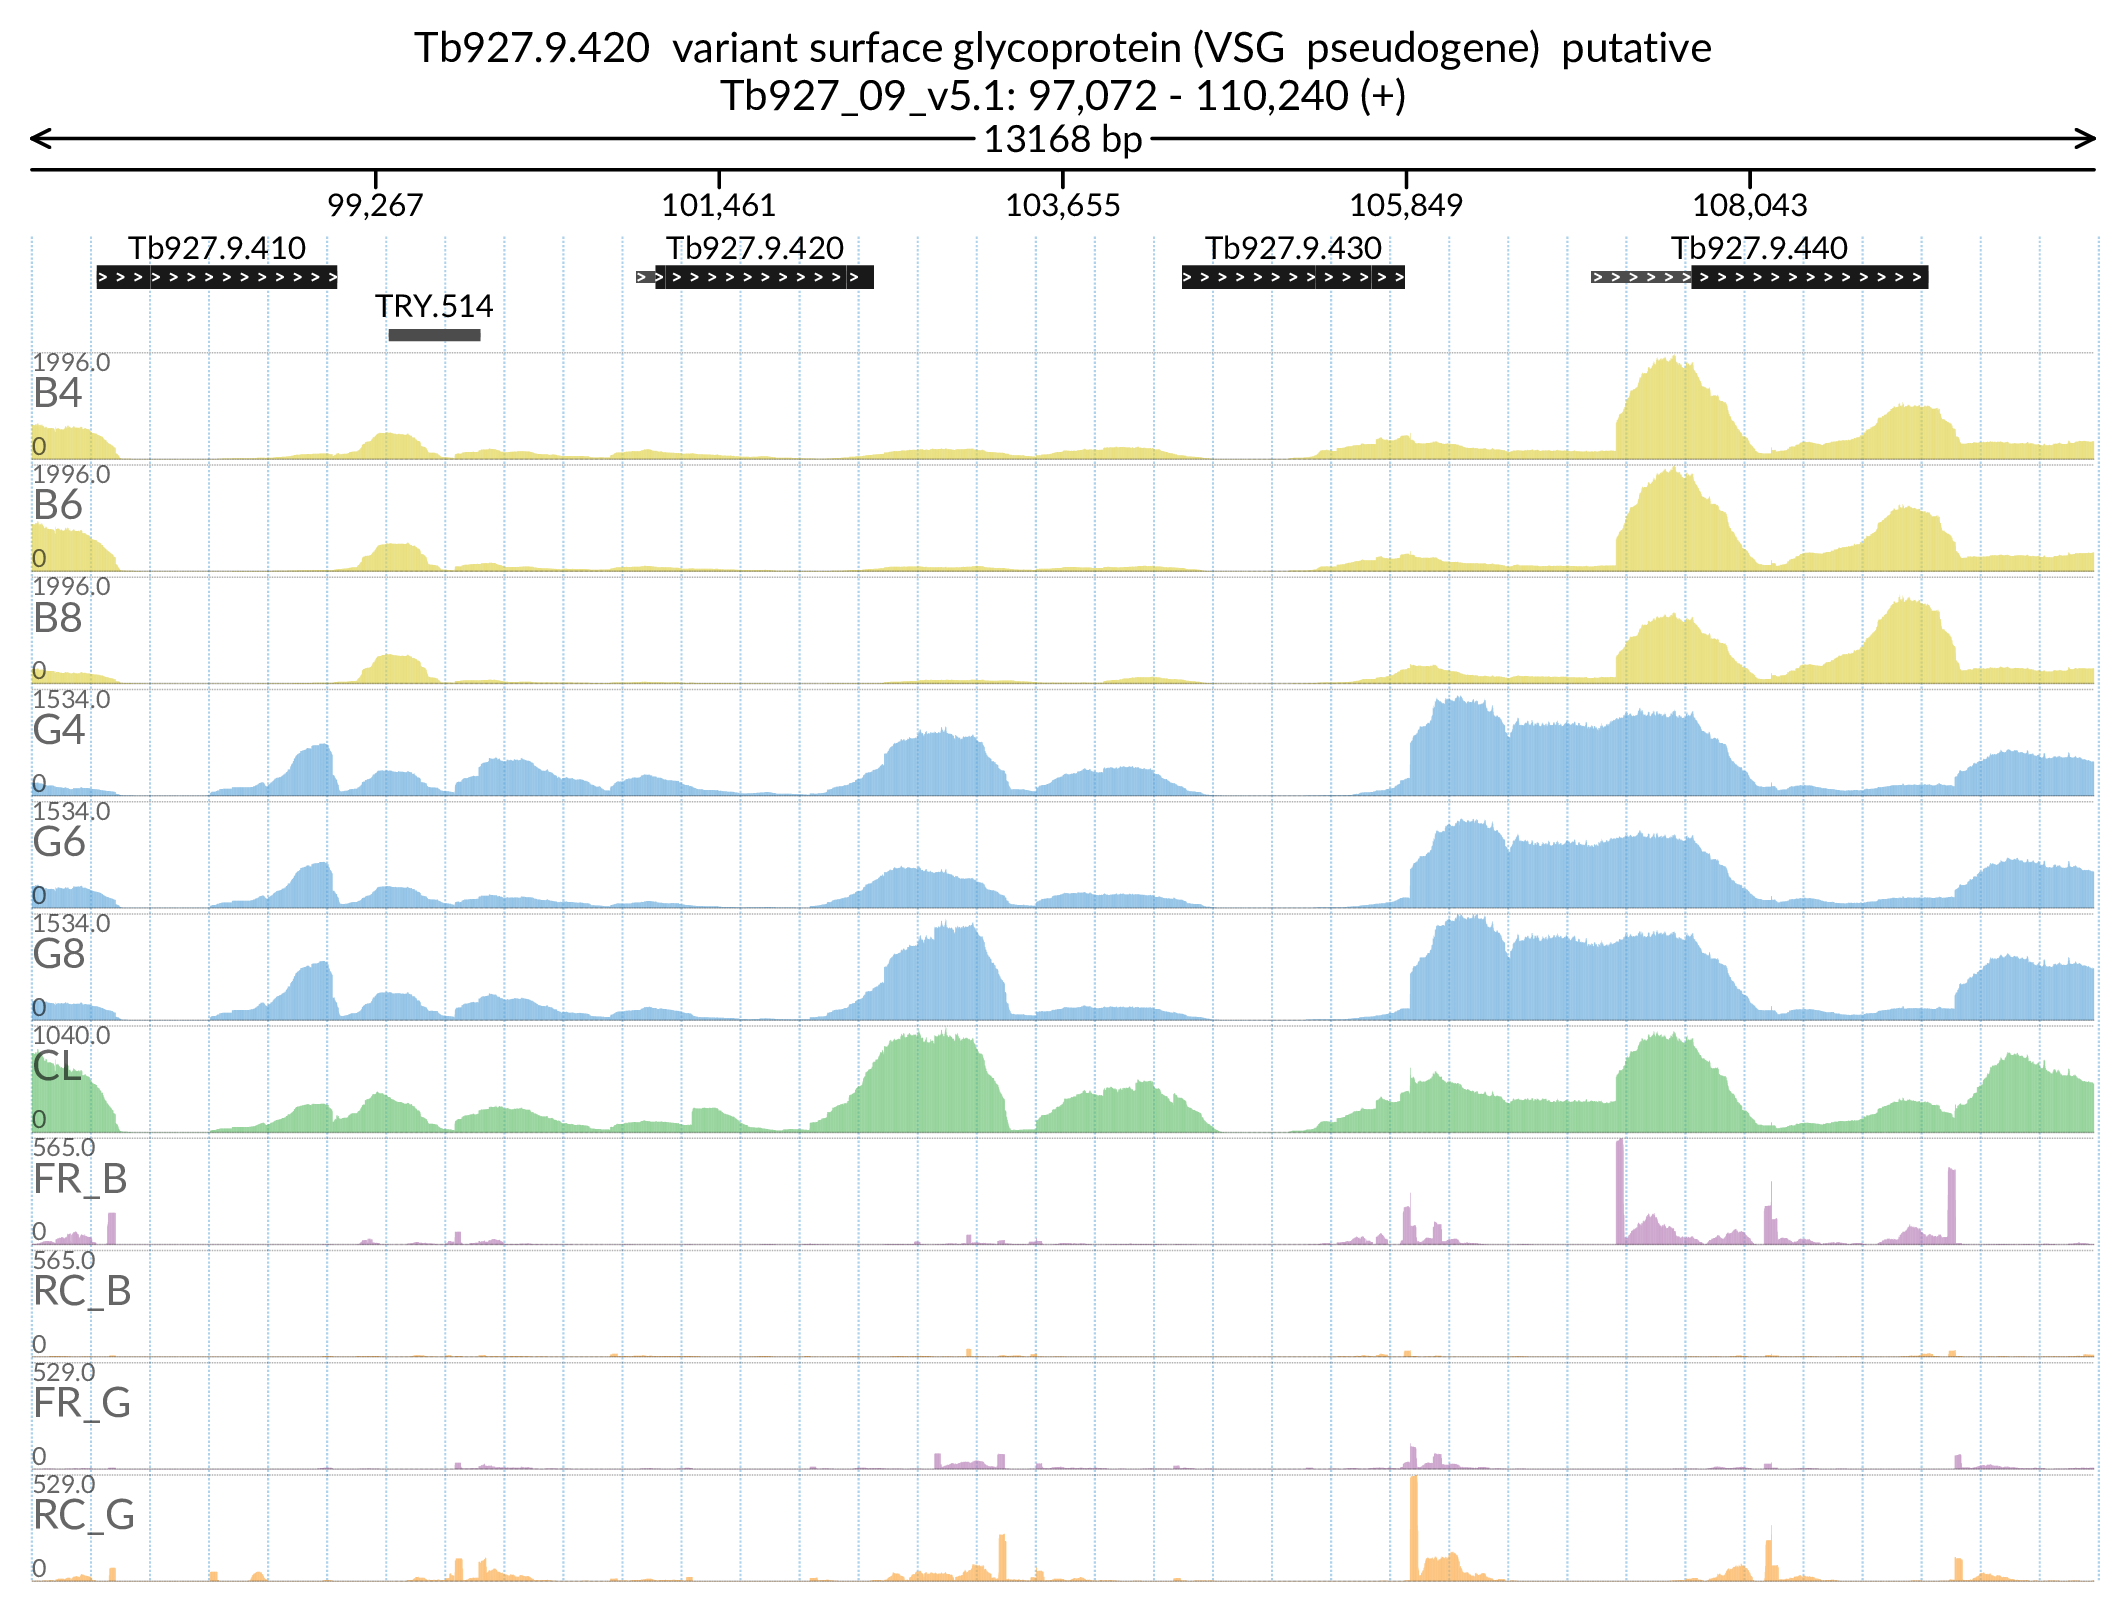 Tb927.9.420 variant surface glycoprotein (VSG pseudogene) putative
Tb927_09_v5.1: 97,072 - 110,240 (+)
13168 bp
99,267 101,461 103,655 105,849 108,043
Tb927.9.410 Tb927.9.420 Tb927.9.430 Tb927.9.440
TRY.514
1996.0
B4
0
1996.0
B6
0
1996.0
B8
0
1534.0
G4
0
1534.0
G6
0
1534.0
G8
0
1040.0
CL
0
565.0
FR_B
0
565.0
RC_B
0
529.0
FR_G
0
529.0
RC_G
0